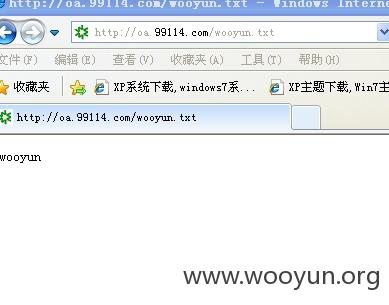 http://oa.99114.com/wooyun.txt - Windows Intern
http://oa.99114.com/wooyun.txt
文件(F) 编辑(E) 查看(V) 收藏夹(A) 工具(T) 帮助(H)
收藏夹 XP系统下载,windows7系... XP主题下载,Win7主
http://oa.99114.com/wooyun.txt
wooyun
www.wooyun.org